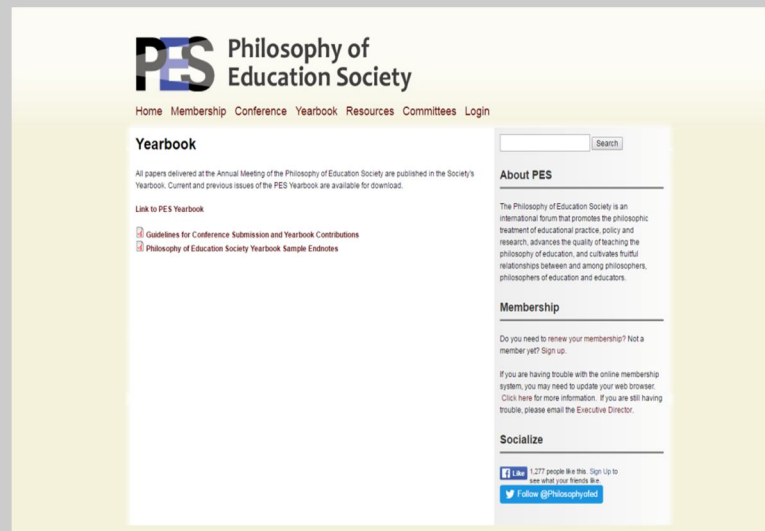 PES Philosophy of
Education Society
Home Membership Conference Yearbook Resources Committees Login
Yearbook
All papers delivered at the Annual Meeting of the Philosophy of Education Society are published in the Society's
Yearbook. Current and previous issues of the PES Yearbook are available for download.
Link to PES Yearbook
Guidelines for Conference Submission and Yearbook Contributions
Philosophy of Education Society Yearbook Sample Endnotes
Search
About PES
The Philosophy of Education Society is an
international forum that promotes the philosophic
treatment of educational practice, policy and
research, advances the quality of teaching the
philosophy of education, and cultivates fruitful
relationships between and among philosophers,
philosophers of education and educators.
Membership
Do you need to renew your membership? Not a
member yet? Sign up.
If you are having trouble with the online membership
system, you may need to update your web browser.
Click here for more information. If you are still having
trouble, please email the Executive Director.
Socialize
Like 1,277 people like this. Sign Up to
see what your friends like.
Follow @Philosophyofed